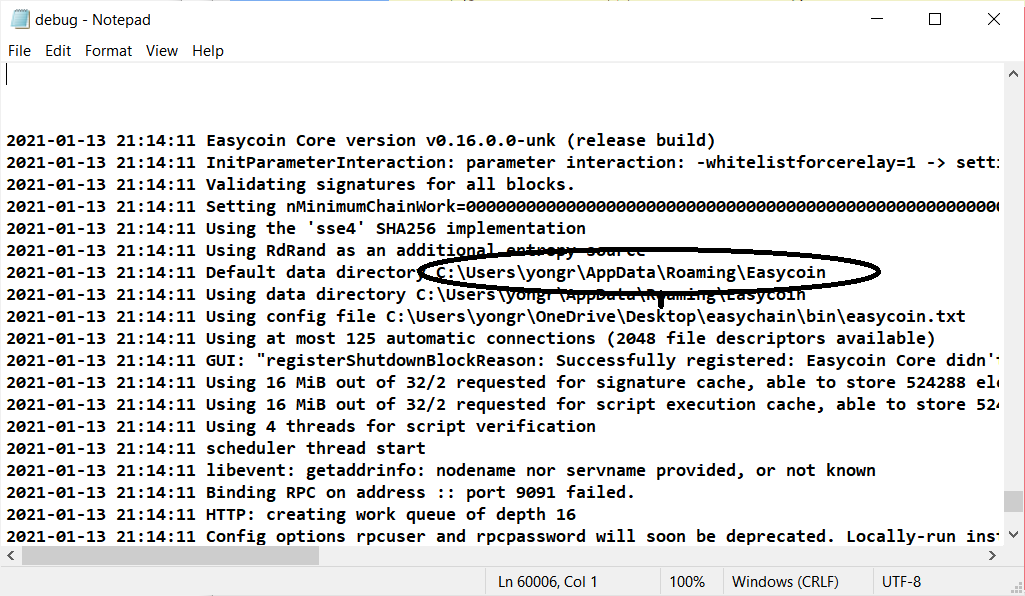 debug - Notepad
File Edit Format View Help
2021-01-13 21:14:11 Easycoin Core version v0.16.0.0-unk (release build)
2021-01-13 21:14:11 InitParameterInteraction: parameter interaction: -whitelistforcerelay=1 -> setti
2021-01-13 21:14:11 Validating signatures for all blocks.
2021-01-13 21:14:11 Setting nMinimumChainWork=000000000000000000000000000000000000000000000000000000
2021-01-13 21:14:11 Using the 'sse4' SHA256 implementation
2021-01-13 21:14:11 Using RdRand as an additional entropy source
2021-01-13 21:14:11 Default data directory C:\Users\yongr\AppData\Roaming\Easycoin
2021-01-13 21:14:11 Using data directory C:\Users\yongr\AppData\Roaming\Easycoin
2021-01-13 21:14:11 Using config file C:\Users\yongr\OneDrive\Desktop\easychain\bin\easycoin.txt
2021-01-13 21:14:11 Using at most 125 automatic connections (2048 file descriptors available)
2021-01-13 21:14:11 GUI: "registerShutdownBlockReason: Successfully registered: Easycoin Core didn't
2021-01-13 21:14:11 Using 16 MiB out of 32/2 requested for signature cache, able to store 524288 ele
2021-01-13 21:14:11 Using 16 MiB out of 32/2 requested for script execution cache, able to store 524
2021-01-13 21:14:11 Using 4 threads for script verification
2021-01-13 21:14:11 scheduler thread start
2021-01-13 21:14:11 libevent: getaddrinfo: nodename nor servname provided, or not known
2021-01-13 21:14:11 Binding RPC on address :: port 9091 failed.
2021-01-13 21:14:11 HTTP: creating work queue of depth 16
2021-01-13 21:14:11 Config options rpcuser and rpcpassword will soon be deprecated. Locally-run inst
Ln 60006, Col 1 100% Windows (CRLF) UTF-8